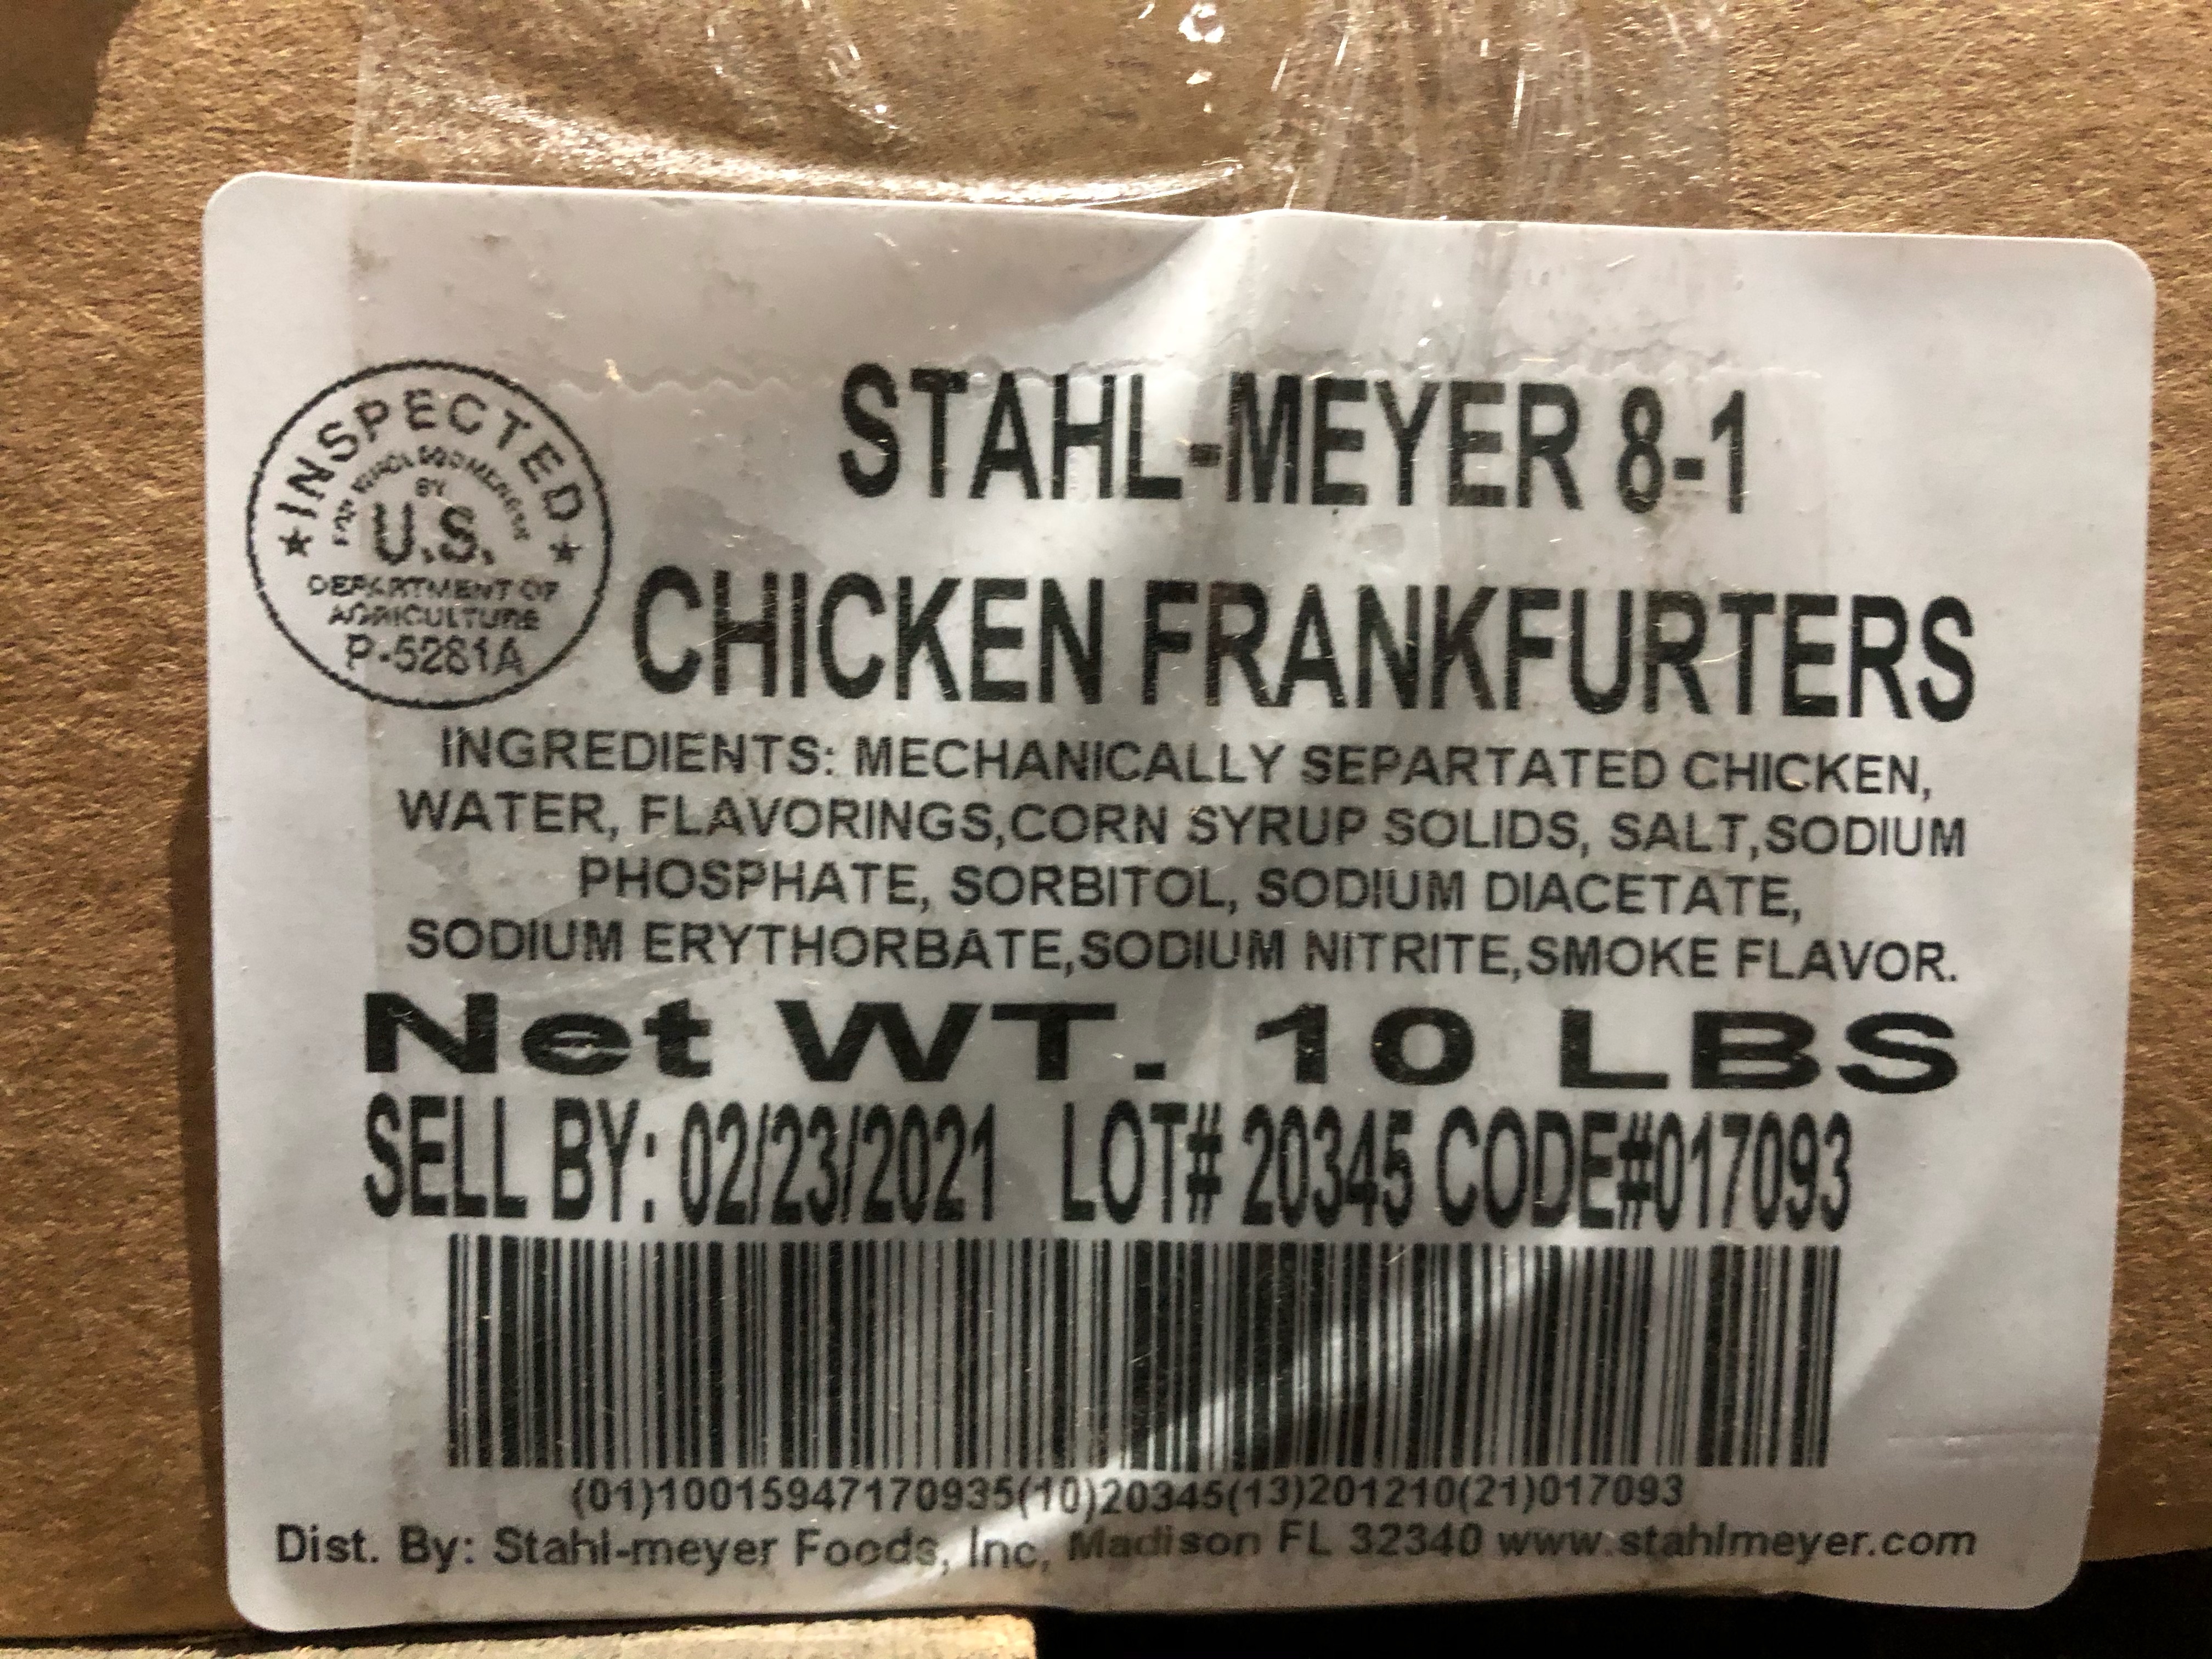 STAHL-MEYER 8-1
INSPECTED
FOR WHOLESOMENESS
BY
U.S.
DEPARTMENT OF
AGRICULTURE
P-5281A
CHICKEN FRANKFURTERS
INGREDIENTS: MECHANICALLY SEPARTATED CHICKEN,
WATER, FLAVORINGS,CORN SYRUP SOLIDS, SALT,SODIUM
PHOSPHATE, SORBITOL, SODIUM DIACETATE,
SODIUM ERYTHORBATE,SODIUM NITRITE,SMOKE FLAVOR.
Net WT. 10 LBS
SELL BY: 02/23/2021 LOT# 20345 CODE#017093
(01)10015947170935(10)20345(13)201210(21)017093
Dist. By: Stahl-meyer Foods, Inc, Madison FL 32340 www.stahlmeyer.com